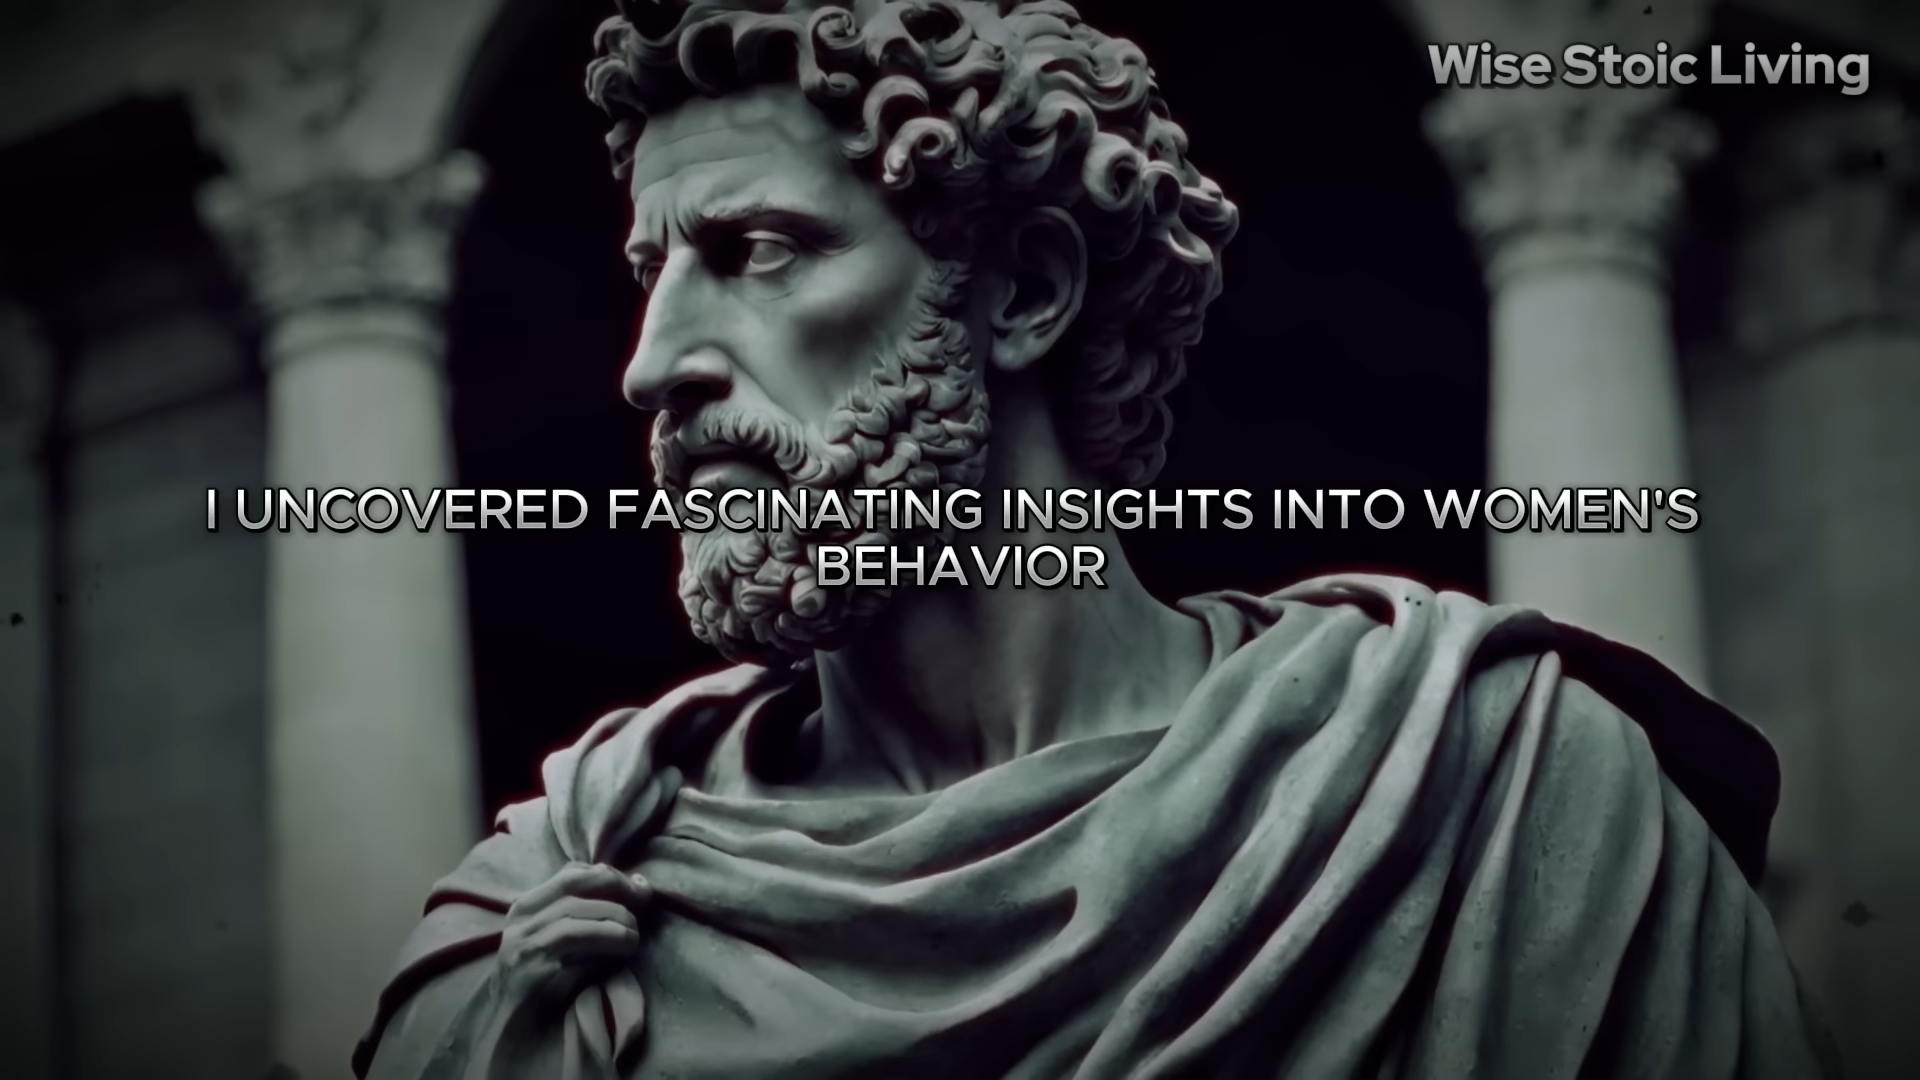 Wise Stoic Living
I UNCOVERED FASCINATING INSIGHTS INTO WOMEN'S
BEHAVIOR